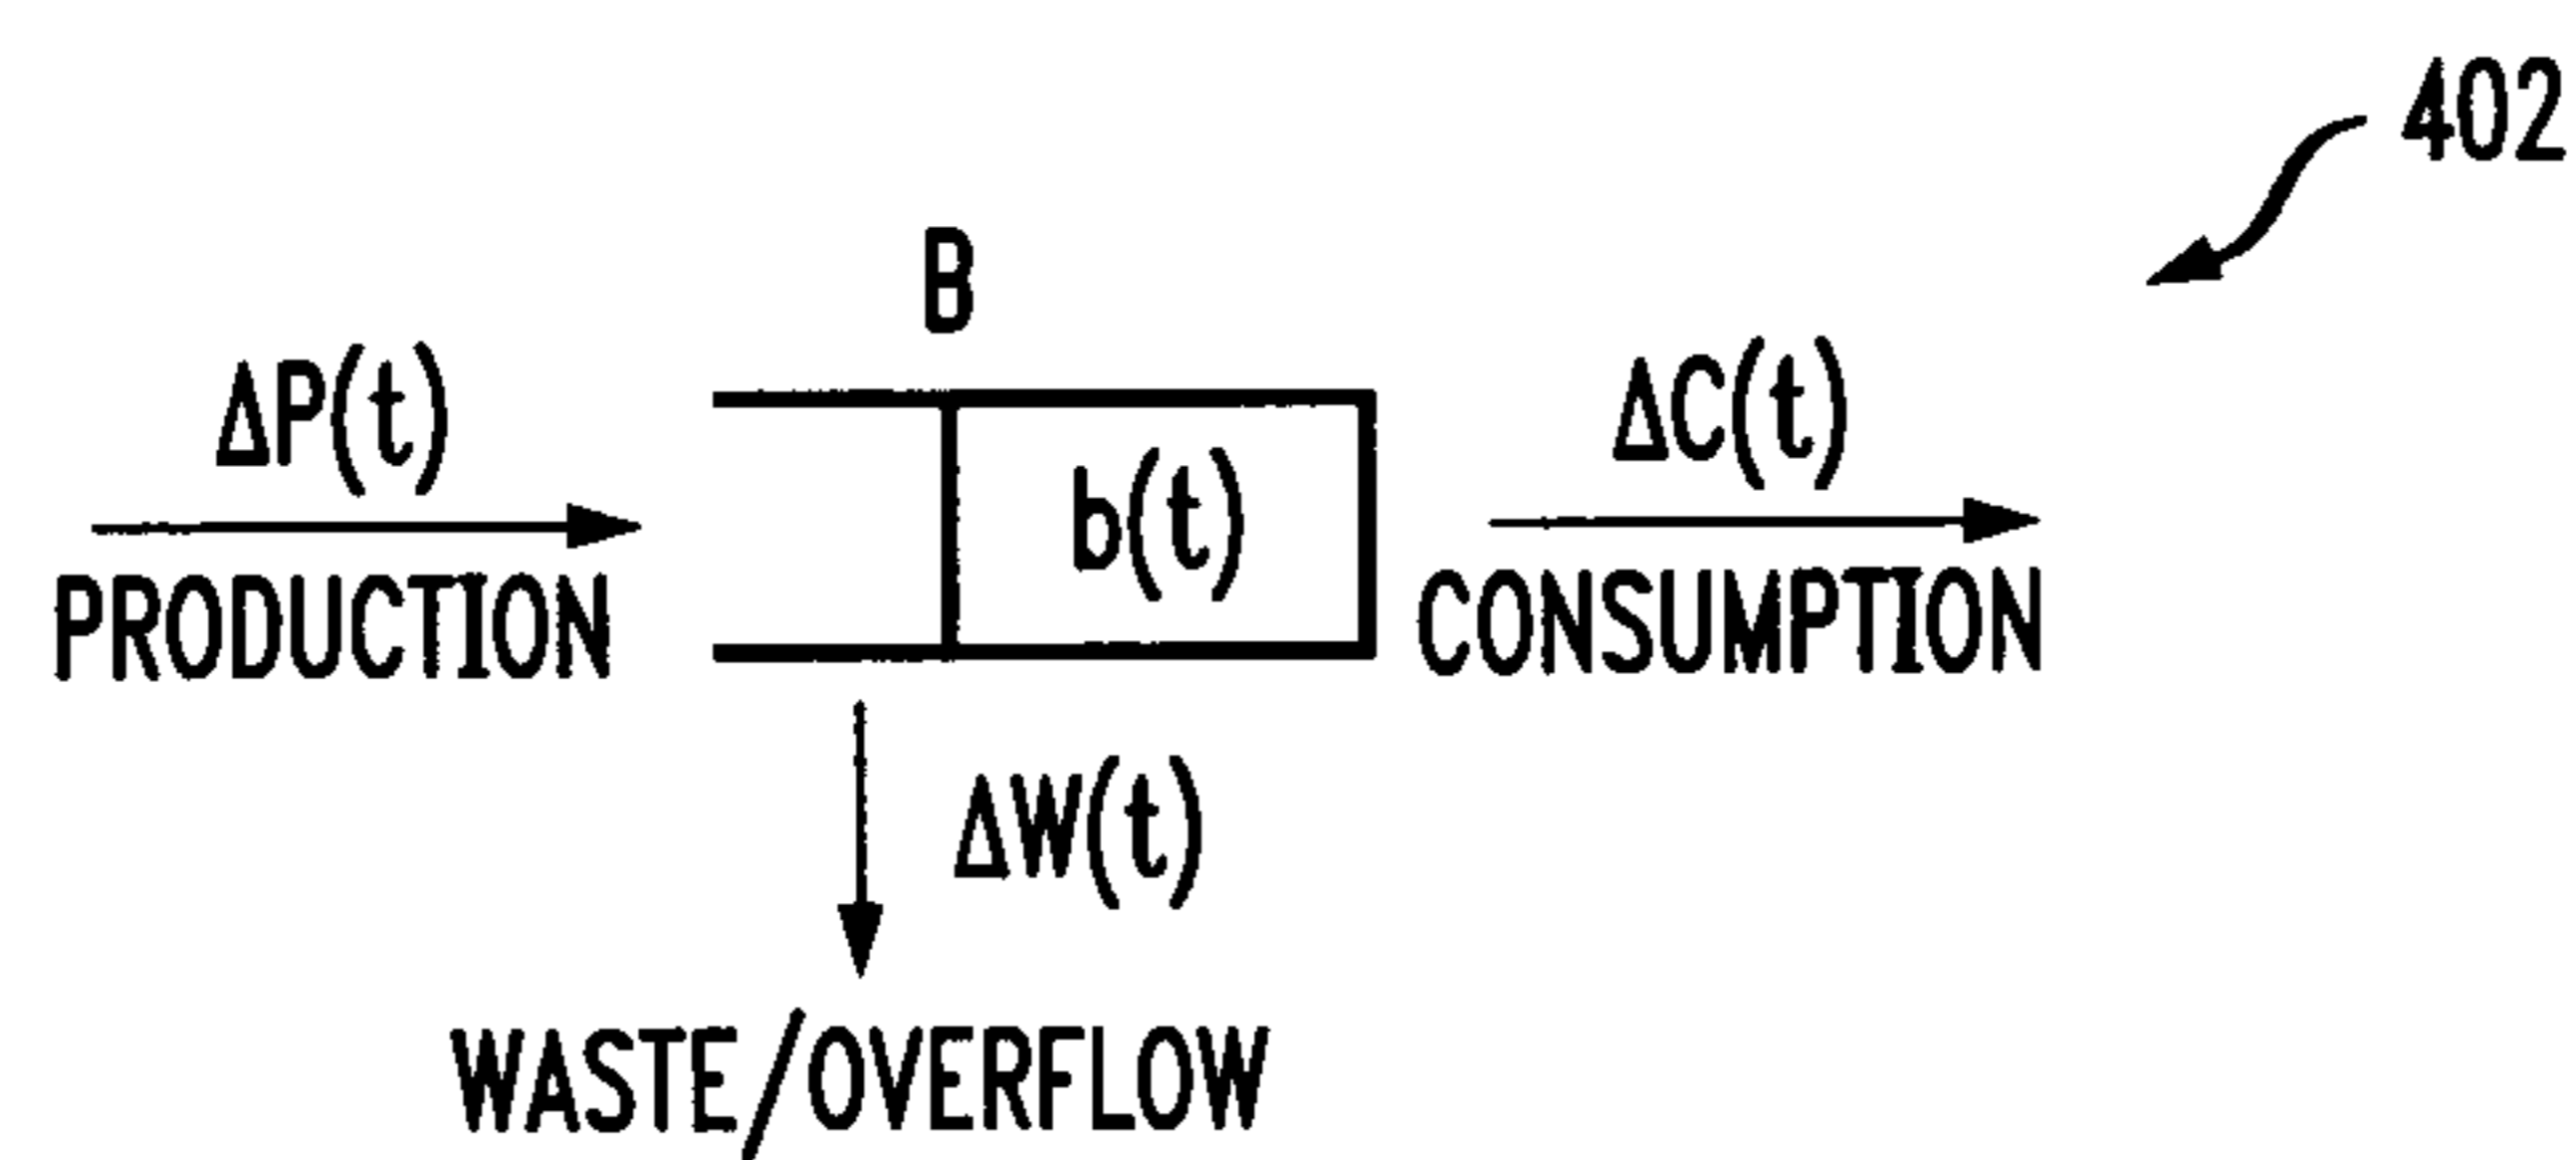 402
B
ΔP(t)
ΔC(t)
b(t)
PRODUCTION
CONSUMPTION
ΔW(t)
WASTE/OVERFLOW